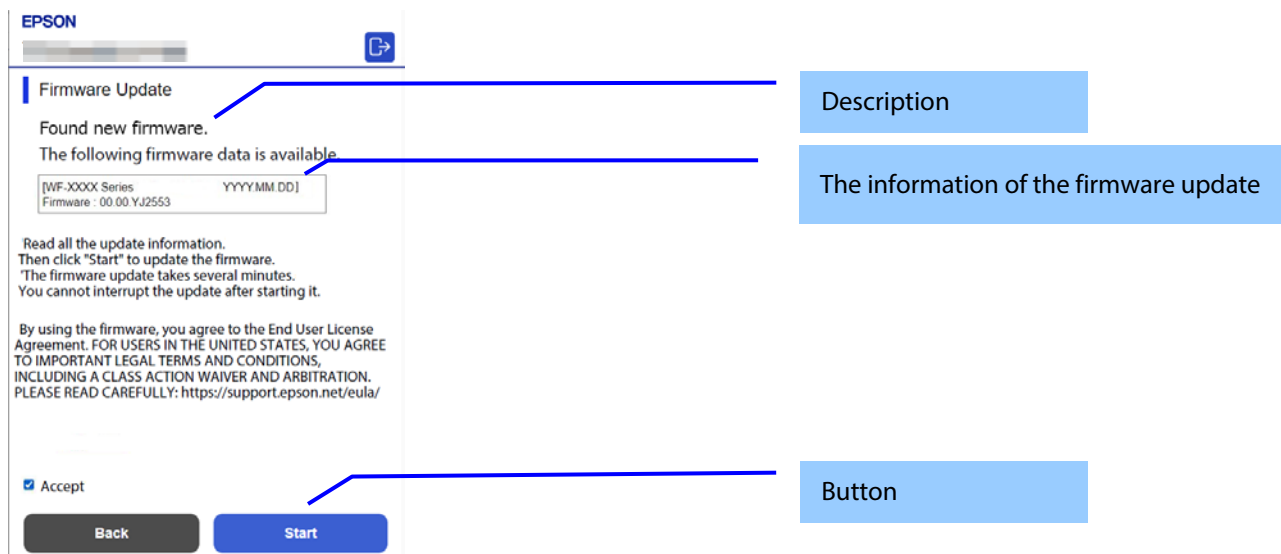 EPSON
Firmware Update
Found new firmware.
The following firmware data is available.
[WF-XXXX Series YYYY.MM.DD]
Firmware : 00.00.YJ2553
Read all the update information.
Then click "Start" to update the firmware.
'The firmware update takes several minutes.
You cannot interrupt the update after starting it.
By using the firmware, you agree to the End User License
Agreement. FOR USERS IN THE UNITED STATES, YOU AGREE
TO IMPORTANT LEGAL TERMS AND CONDITIONS,
INCLUDING A CLASS ACTION WAIVER AND ARBITRATION.
PLEASE READ CAREFULLY: https://support.epson.net/eula/
Accept
Back Start
Description
The information of the firmware update
Button